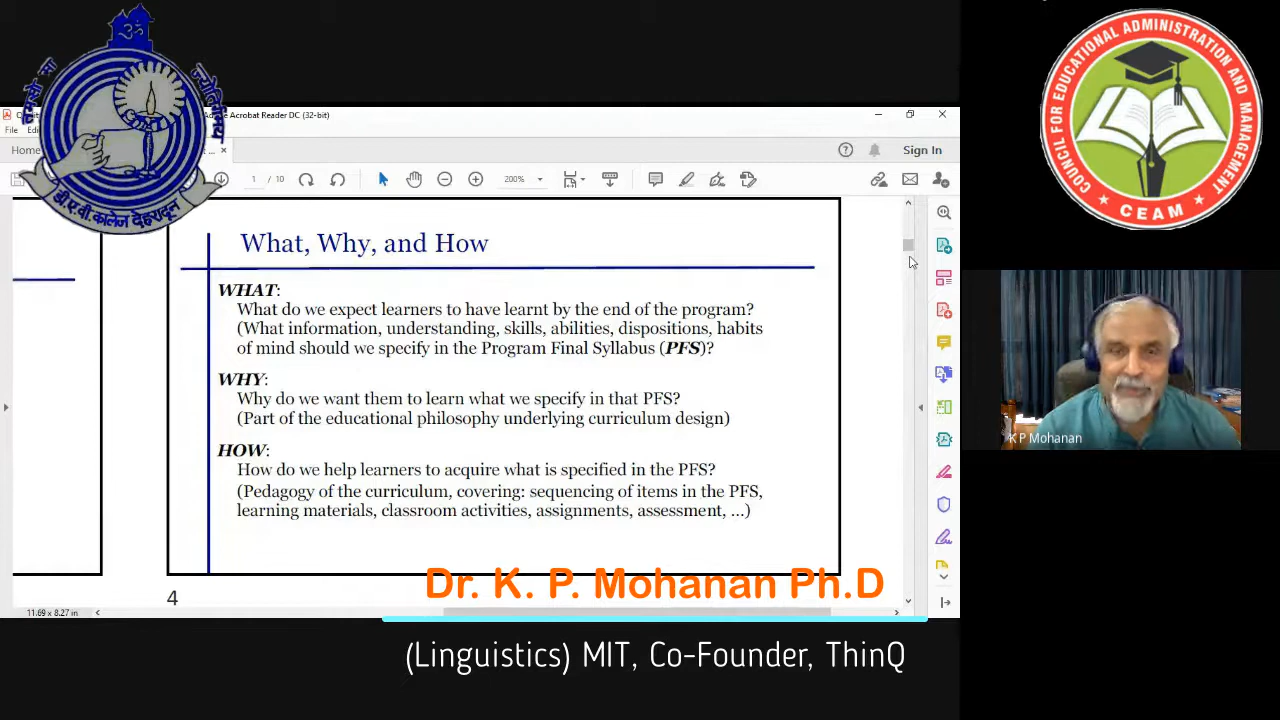 तमसो मा
ज्योतिर्गमय
डी.ए.वी. कालेज देहरादून
Acrobat Reader DC (32-bit)
File
Home
Sign In
1 / 10
200%
What, Why, and How
WHAT:
What do we expect learners to have learnt by the end of the program?
(What information, understanding, skills, abilities, dispositions, habits
of mind should we specify in the Program Final Syllabus (PFS)?
WHY:
Why do we want them to learn what we specify in that PFS?
(Part of the educational philosophy underlying curriculum design)
HOW:
How do we help learners to acquire what is specified in the PFS?
(Pedagogy of the curriculum, covering: sequencing of items in the PFS,
learning materials, classroom activities, assignments, assessment, ...)
4
11.69 x 8.27 in
COUNCIL FOR EDUCATIONAL ADMINISTRATION AND MANAGEMENT
CEAM
K P Mohanan
Dr. K. P. Mohanan Ph.D
(Linguistics) MIT, Co-Founder, ThinQ